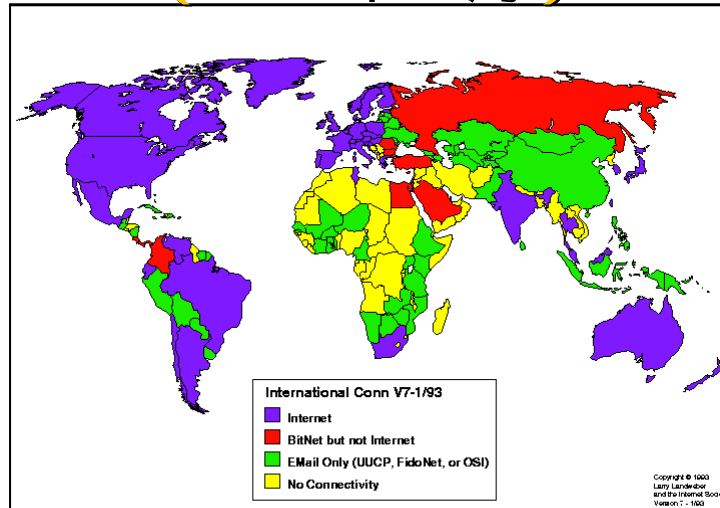 International Conn V7-1/93
Internet
BitNet but not Internet
EMail Only (UUCP, FidoNet, or OSI)
No Connectivity
Copyright © 1993
Larry Landweber
and the Internet Soc
Version 7 - 1/93